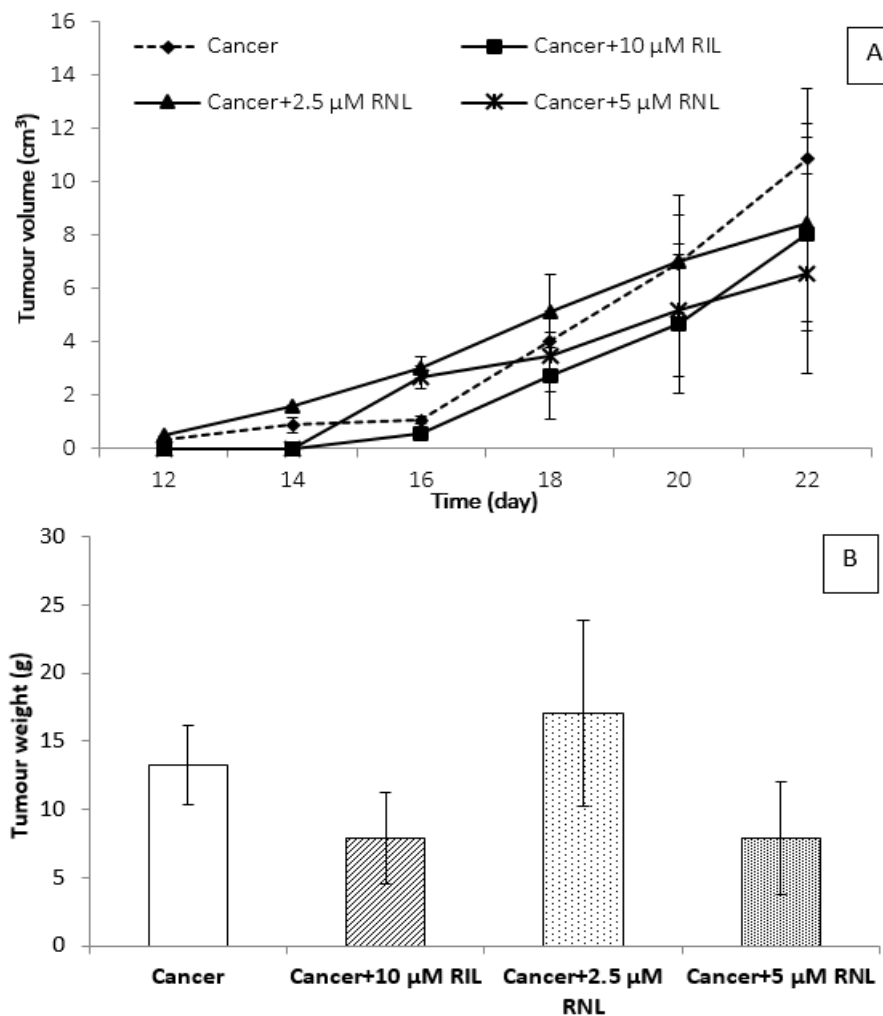 16
14
12
10
8
6
4
2
0
Tumour volume (cm³)
Cancer
Cancer+10 µM RIL
Cancer+2.5 µM RNL
Cancer+5 µM RNL
A
12 14 16 18 20 22
Time (day)
30
25
20
15
10
5
0
Tumour weight (g)
B
Cancer Cancer+10 µM RIL Cancer+2.5 µM RNL Cancer+5 µM RNL